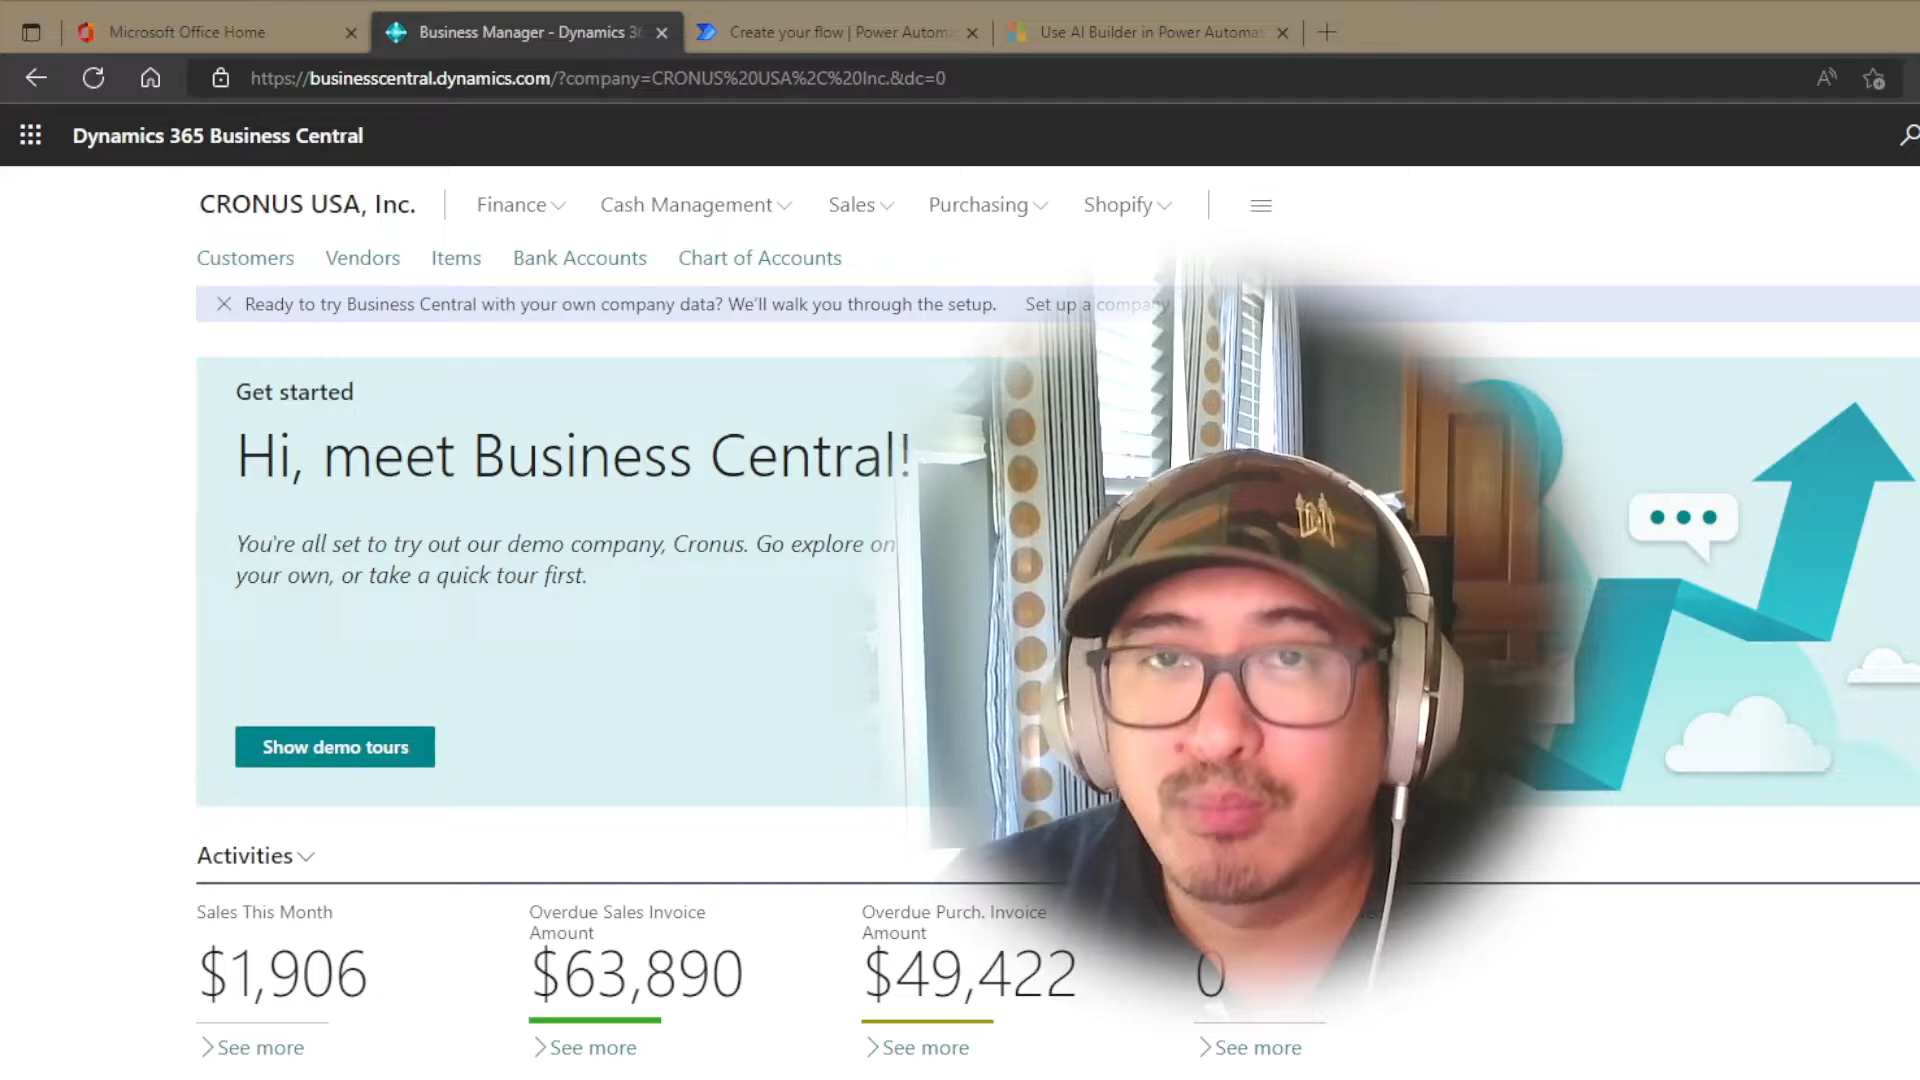 Microsoft Office Home
Business Manager - Dynamics 36
Create your flow | Power Automa
Use AI Builder in Power Automa
https://businesscentral.dynamics.com/?company=CRONUS%20USA%2C%20Inc.&dc=0
Dynamics 365 Business Central
CRONUS USA, Inc.
Finance
Cash Management
Sales
Purchasing
Shopify
Customers
Vendors
Items
Bank Accounts
Chart of Accounts
Ready to try Business Central with your own company data? We'll walk you through the setup.
Set up a company
Get started
Hi, meet Business Central!
You're all set to try out our demo company, Cronus. Go explore on
your own, or take a quick tour first.
Show demo tours
Activities
Sales This Month
$1,906
See more
Overdue Sales Invoice
Amount
$63,890
See more
Overdue Purch. Invoice
Amount
$49,422
See more
0
See more